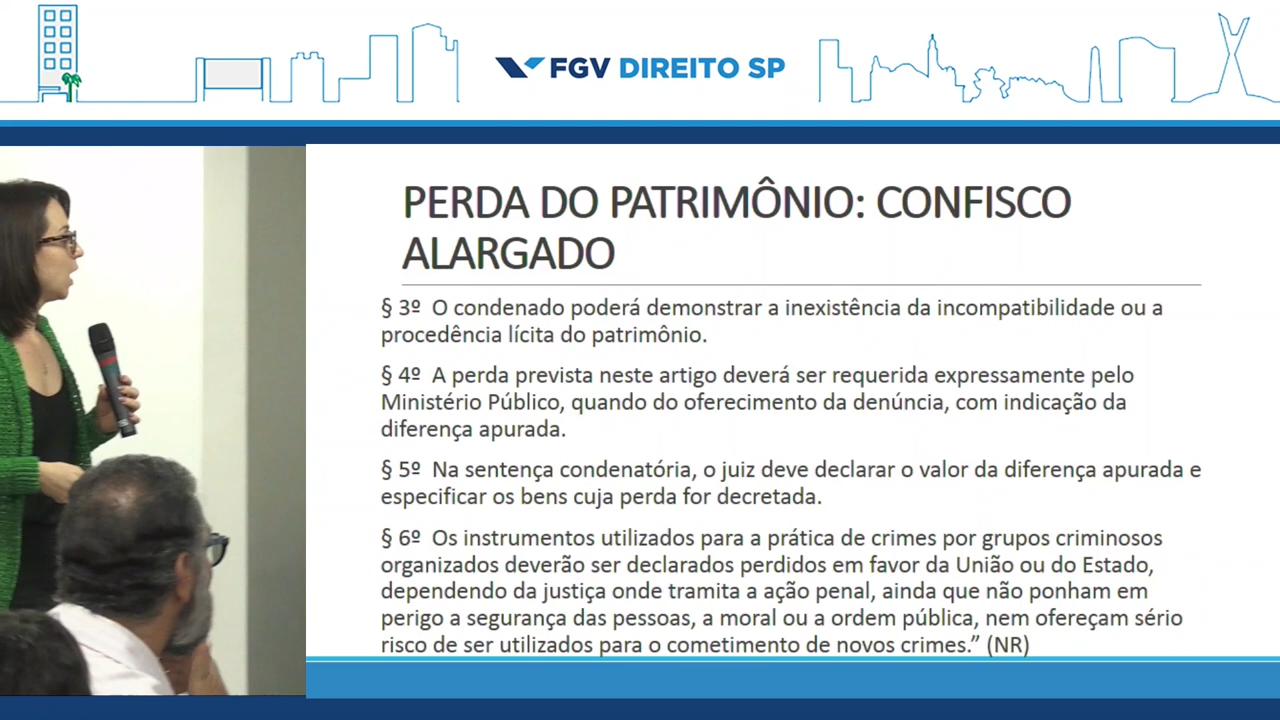 FGV DIREITO SP
PERDA DO PATRIMÔNIO: CONFISCO
ALARGADO
§ 3º O condenado poderá demonstrar a inexistência da incompatibilidade ou a
procedência lícita do patrimônio.
§ 4º A perda prevista neste artigo deverá ser requerida expressamente pelo
Ministério Público, quando do oferecimento da denúncia, com indicação da
diferença apurada.
§ 5º Na sentença condenatória, o juiz deve declarar o valor da diferença apurada e
especificar os bens cuja perda for decretada.
§ 6º Os instrumentos utilizados para a prática de crimes por grupos criminosos
organizados deverão ser declarados perdidos em favor da União ou do Estado,
dependendo da justiça onde tramita a ação penal, ainda que não ponham em
perigo a segurança das pessoas, a moral ou a ordem pública, nem ofereçam sério
risco de ser utilizados para o cometimento de novos crimes.” (NR)